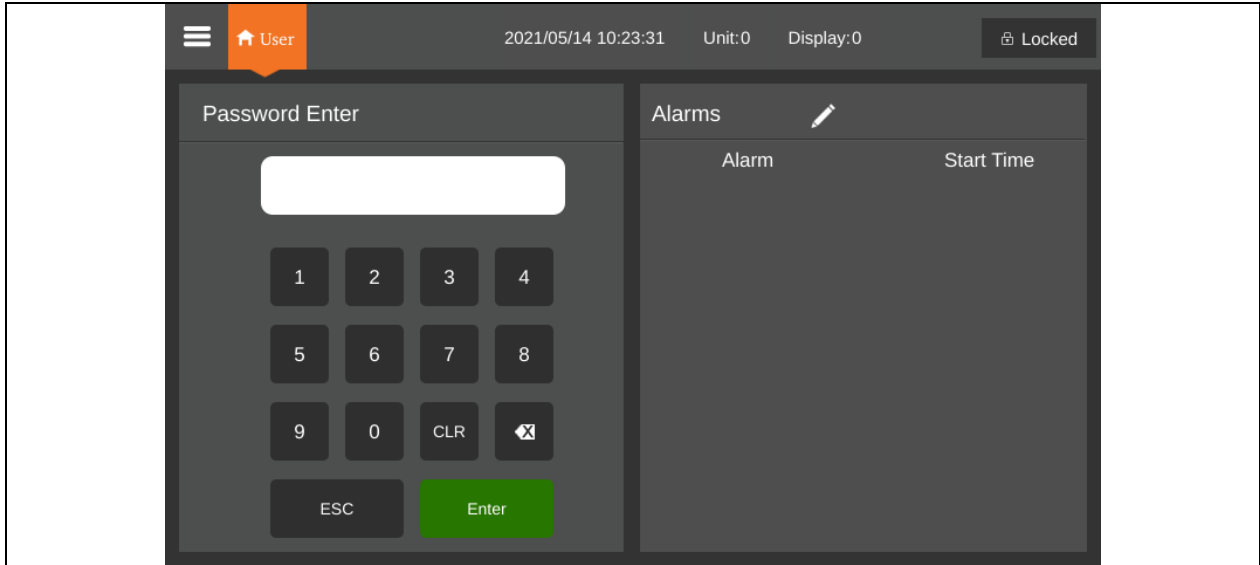 User 2021/05/14 10:23:31 Unit:0 Display:0 Locked
Password Enter
1 2 3 4
5 6 7 8
9 0 CLR
ESC Enter
Alarms
Alarm Start Time